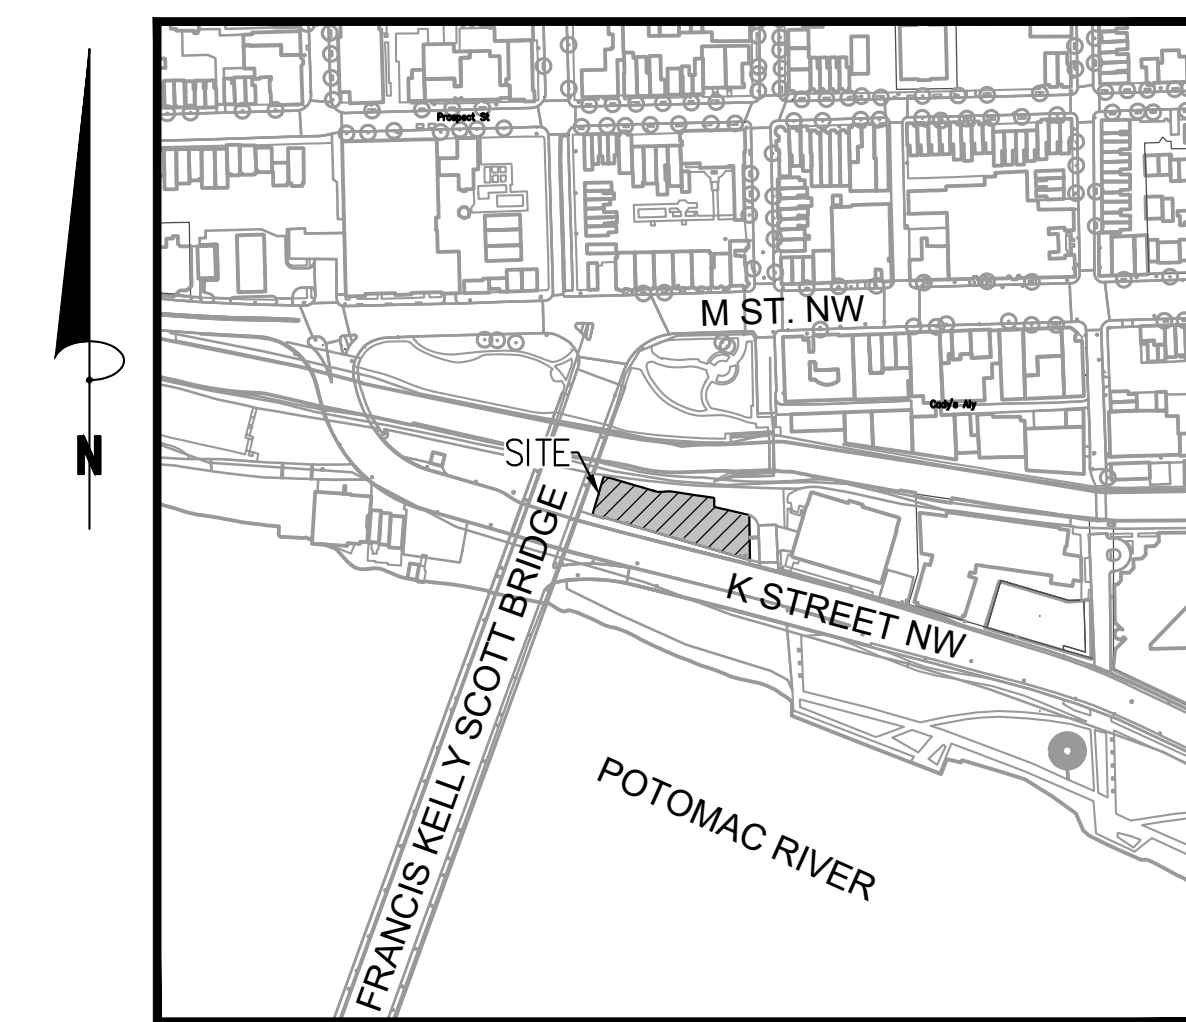 Prospect St
M ST. NW
Cady's Aly
SITE
N
FRANCIS KELLY SCOTT BRIDGE
K STREET NW
POTOMAC RIVER